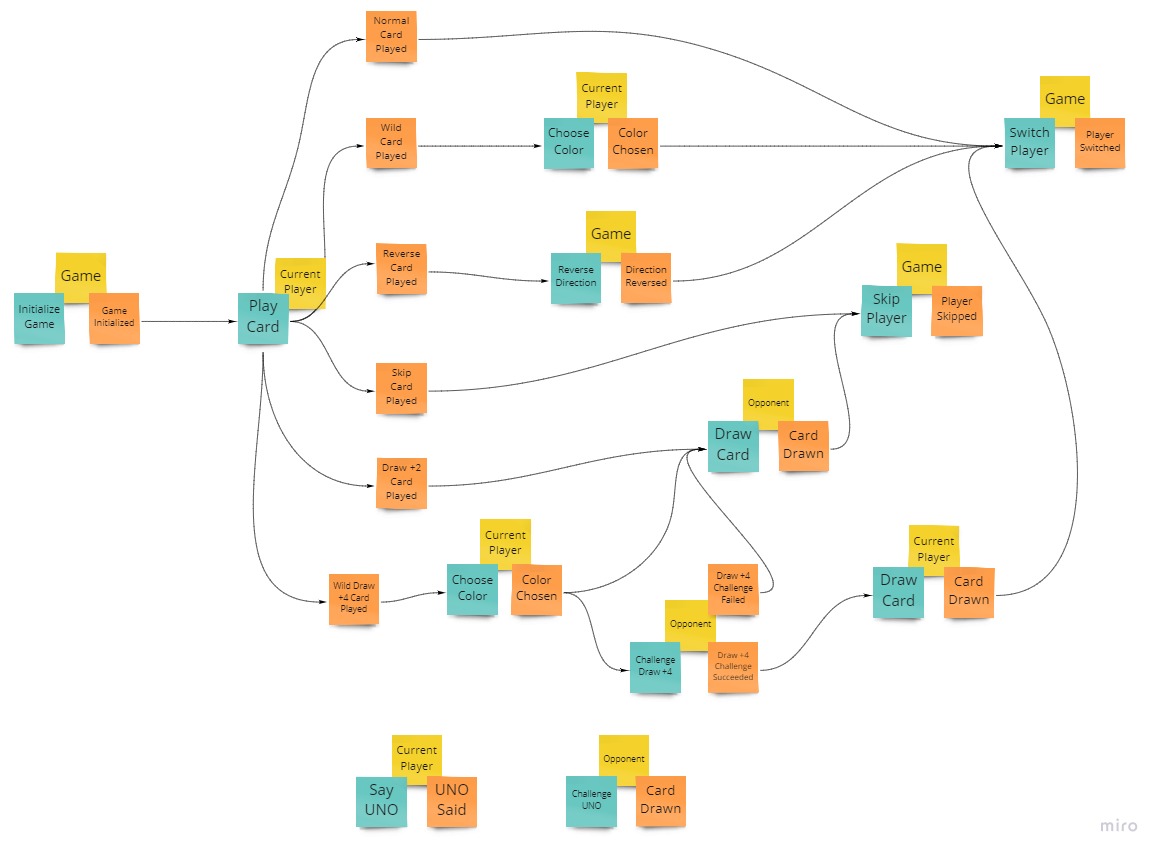 Normal
Card
Played
Current
Player
Game
Wild
Card
Played
Choose
Color
Color
Chosen
Switch
Player
Player
Switched
Game
Initialize
Game
Game
Initialized
Current
Player
Play
Card
Reverse
Card
Played
Game
Reverse
Direction
Direction
Reversed
Game
Skip
Player
Player
Skipped
Skip
Card
Played
Opponent
Draw
Card
Card
Drawn
Draw +2
Card
Played
Current
Player
Choose
Color
Color
Chosen
Wild Draw
+4 Card
Played
Draw +4
Challenge
Failed
Opponent
Challenge
Draw +4
Draw +4
Challenge
Succeeded
Current
Player
Draw
Card
Card
Drawn
Current
Player
Say
UNO
UNO
Said
Opponent
Challenge
UNO
Card
Drawn
miro